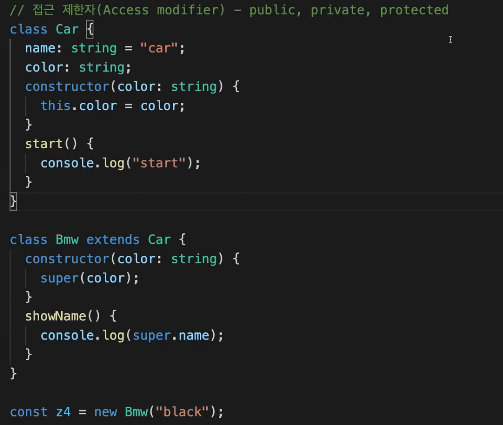 // 접근 제한자(Access modifier) - public, private, protected
class Car {
  name: string = "car";
  color: string;
  constructor(color: string) {
    this.color = color;
  }
  start() {
    console.log("start");
  }
}
class Bmw extends Car {
  constructor(color: string) {
    super(color);
  }
  showName() {
    console.log(super.name);
  }
}
const z4 = new Bmw("black");